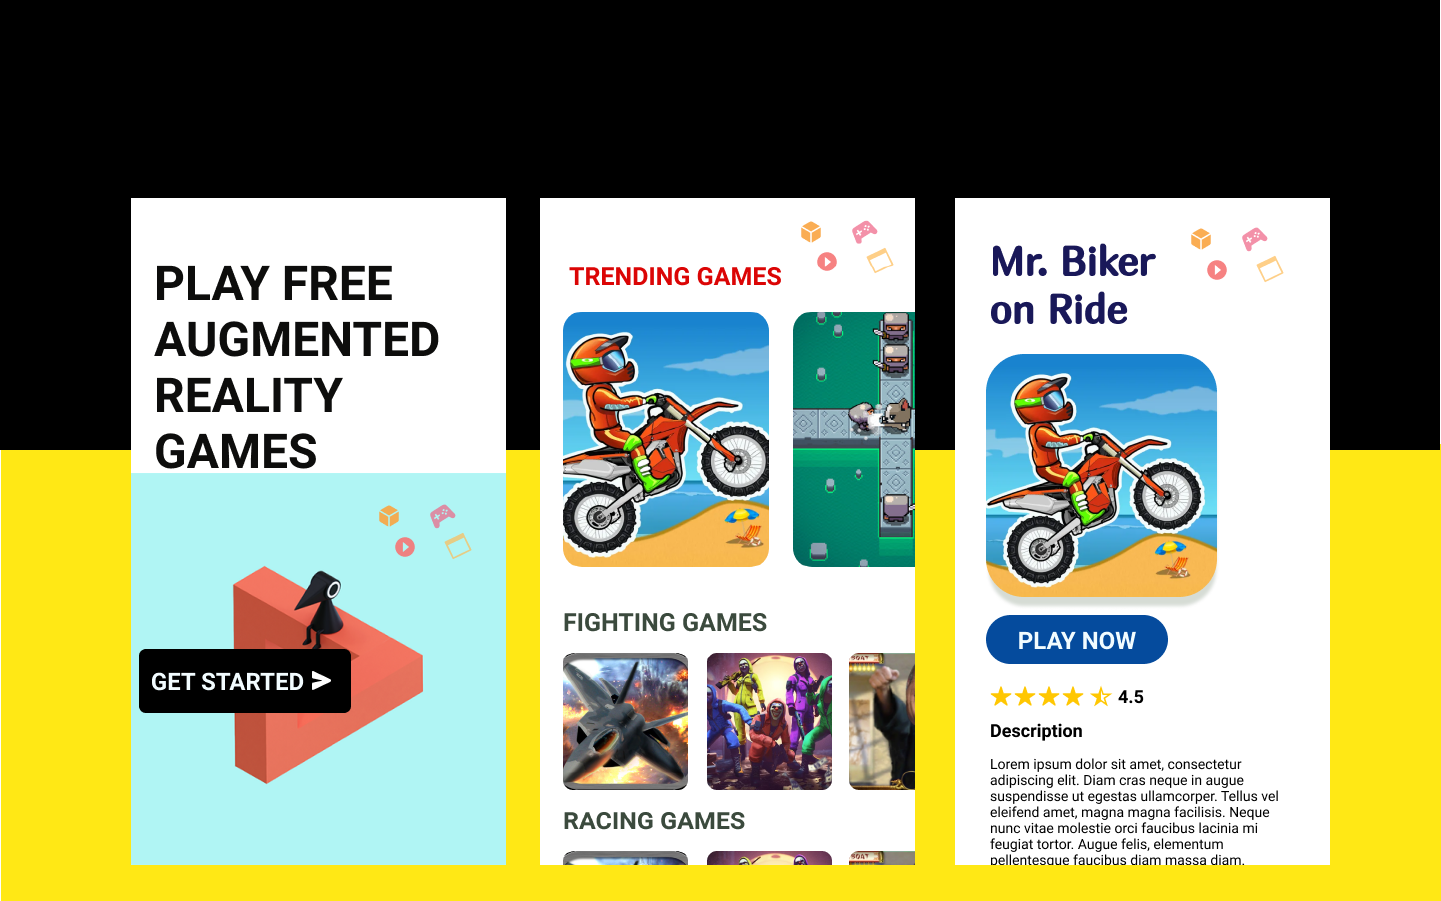 PLAY FREE
AUGMENTED
REALITY
GAMES
GET STARTED
TRENDING GAMES
FIGHTING GAMES
RACING GAMES
Mr. Biker
on Ride
PLAY NOW
4.5
Description
Lorem ipsum dolor sit amet, consectetur
adipiscing elit. Diam cras neque in augue
suspendisse ut egestas ullamcorper. Tellus vel
eleifend amet, magna magna facilisis. Neque
nunc vitae molestie orci faucibus lacinia mi
feugiat tortor. Augue felis, elementum
pellentesque faucibus diam massa diam.